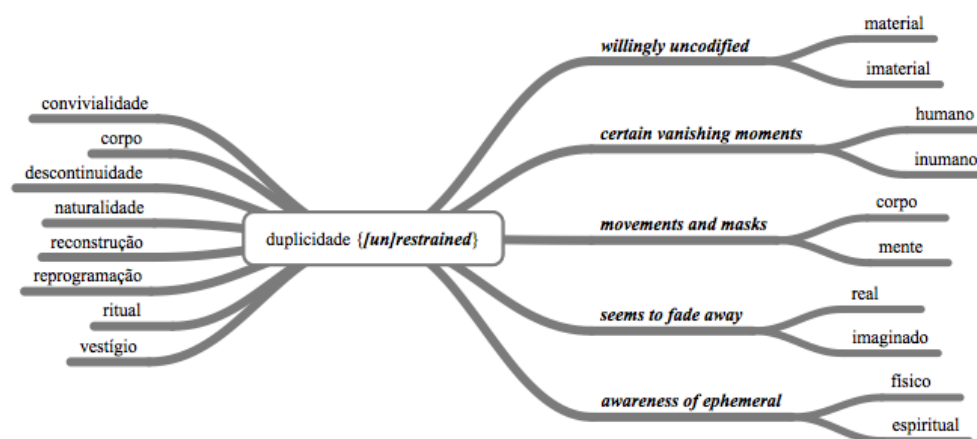 convivialidade
corpo
descontinuidade
naturalidade
reconstrução
reprogramação
ritual
vestígio
duplicidade {[un]restrained}
willingly uncodified
material
imaterial
certain vanishing moments
humano
inumano
movements and masks
corpo
mente
seems to fade away
real
imaginado
awareness of ephemeral
físico
espiritual